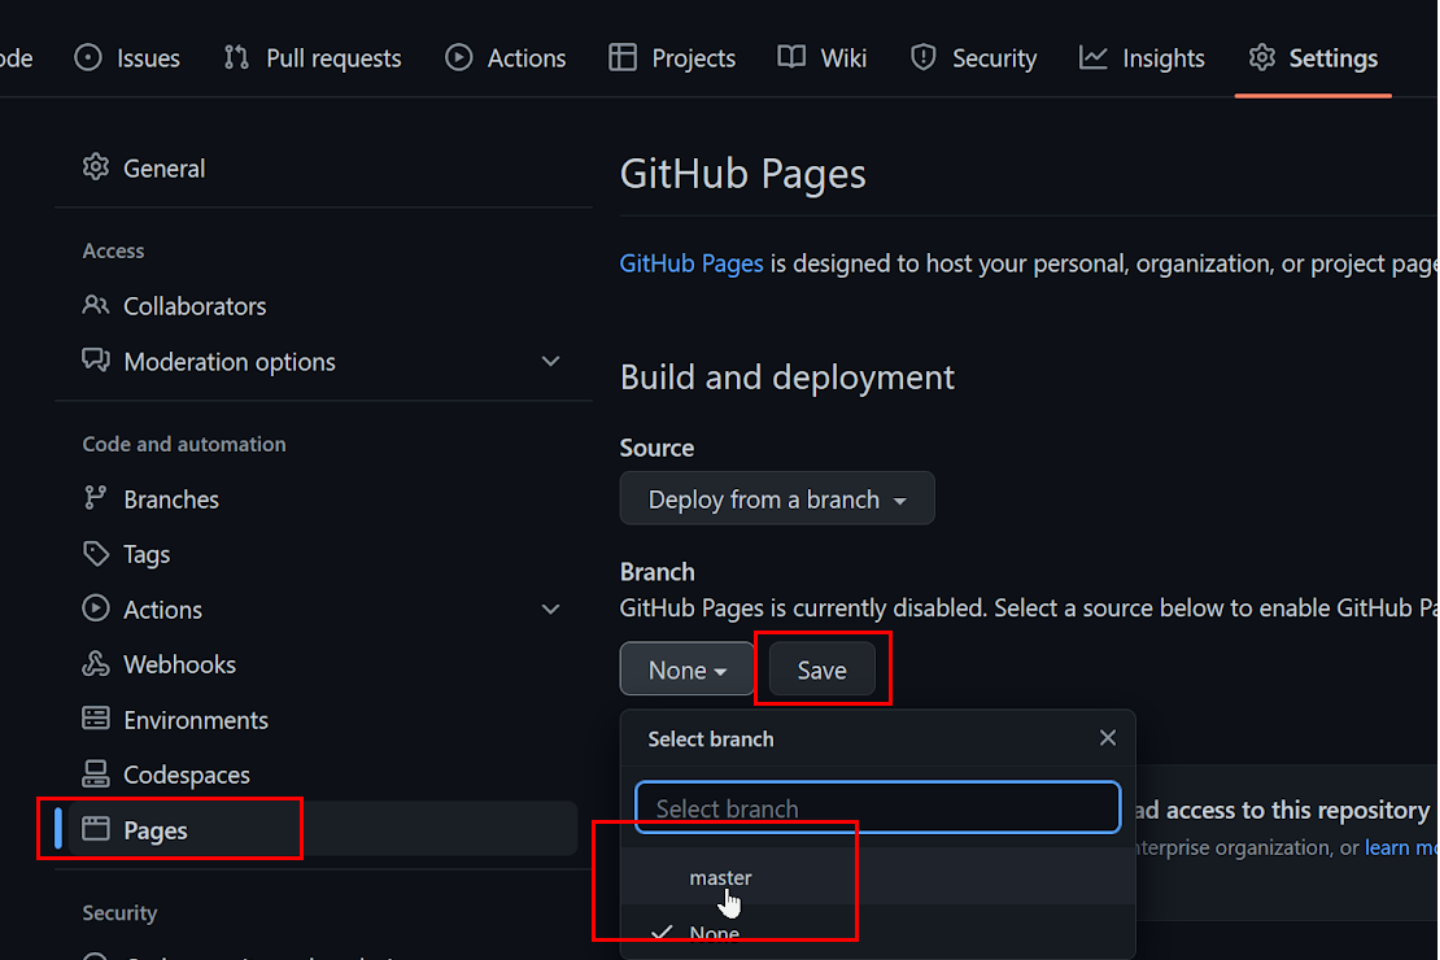 ode Issues Pull requests Actions Projects Wiki Security Insights Settings
General
Access
Collaborators
Moderation options
Code and automation
Branches
Tags
Actions
Webhooks
Environments
Codespaces
Pages
Security
GitHub Pages
GitHub Pages is designed to host your personal, organization, or project page
Build and deployment
Source
Deploy from a branch
Branch
GitHub Pages is currently disabled. Select a source below to enable GitHub Pa
None Save
Select branch
Select branch
master
None
ad access to this repository
nterprise organization, or learn mo